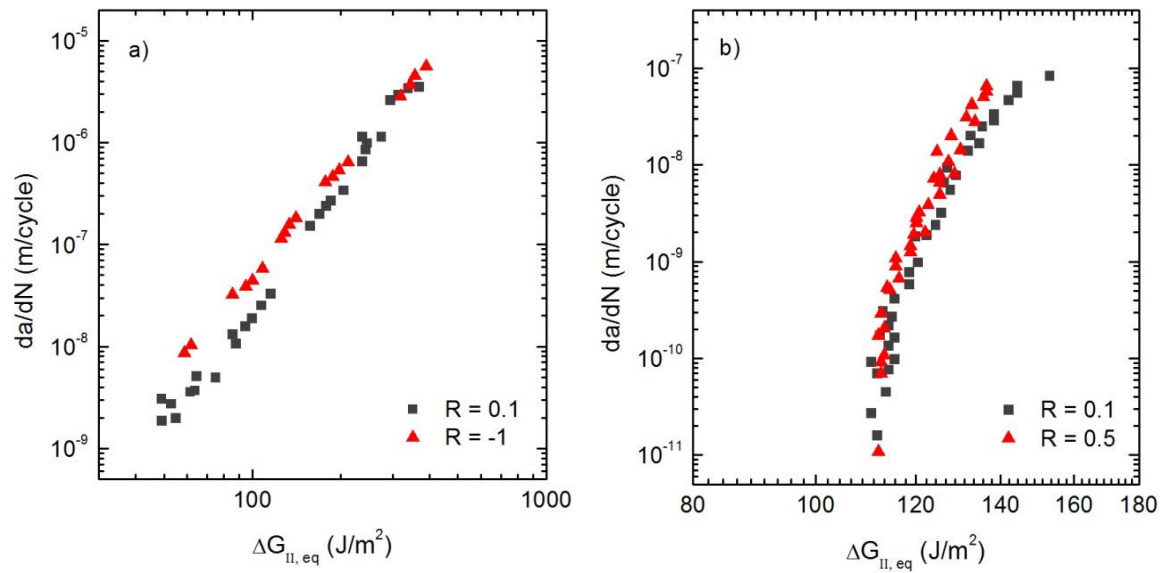 a)
10⁻⁵
10⁻⁶
10⁻⁷
10⁻⁸
10⁻⁹
da/dN (m/cycle)
R = 0.1
R = -1
100
1000
ΔG_II, eq (J/m²)
b)
10⁻⁷
10⁻⁸
10⁻⁹
10⁻¹⁰
10⁻¹¹
da/dN (m/cycle)
R = 0.1
R = 0.5
80
100
120
140
160
180
ΔG_II, eq (J/m²)